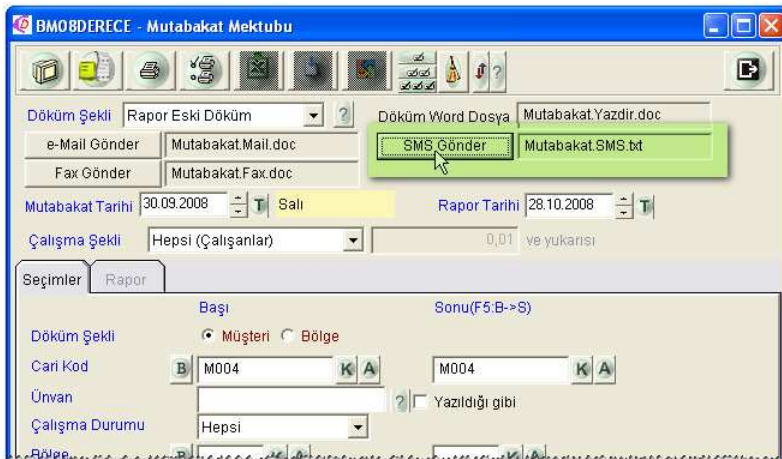 BM08DERECE - Mutabakat Mektubu
Döküm Şekli Rapor Eski Döküm ? Döküm Word Dosya Mutabakat.Yazdir.doc
e-Mail Gönder Mutabakat.Mail.doc SMS Gönder Mutabakat.SMS.txt
Fax Gönder Mutabakat.Fax.doc
Mutabakat Tarihi 30.09.2008 T Salı Rapor Tarihi 28.10.2008 T
Çalışma Şekli Hepsi (Çalışanlar) 0,01 ve yukarısı
Seçimler Rapor
Başı Sonu(F5:B->S)
Döküm Şekli Müşteri Bölge
Cari Kod B M004 K A M004 K A
Ünvan ? Yazıldığı gibi
Çalışma Durumu Hepsi
Bölge B K A K A